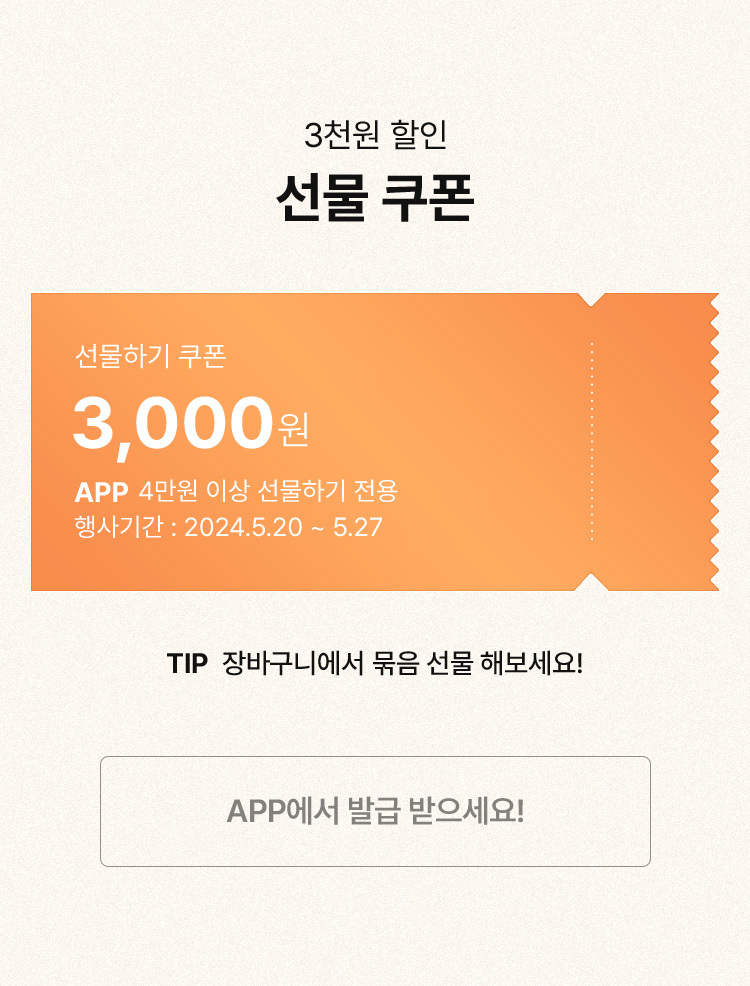 3천원 할인
선물 쿠폰
선물하기 쿠폰
3,000원
APP 4만원 이상 선물하기 전용
행사기간 : 2024.5.20 ~ 5.27
TIP 장바구니에서 묶음 선물 해보세요!
APP에서 발급 받으세요!